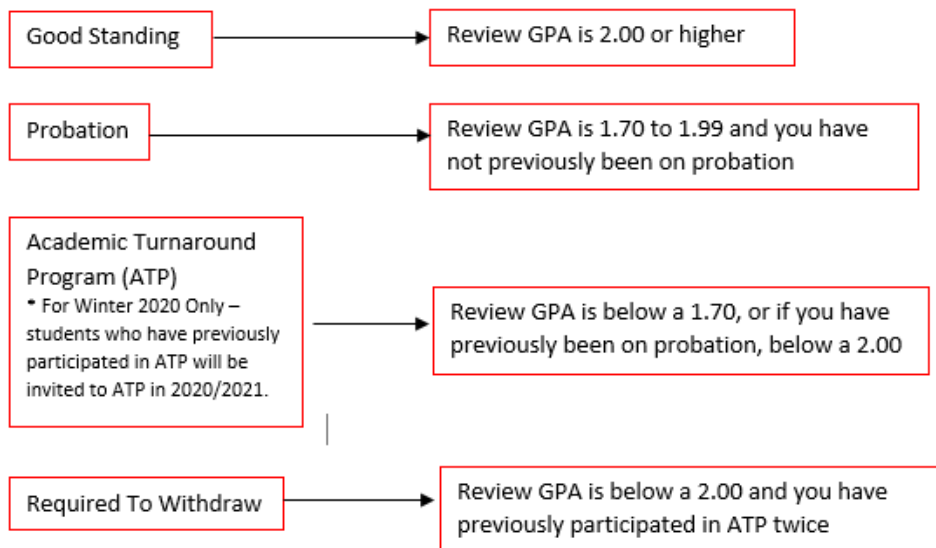 Good Standing
Review GPA is 2.00 or higher
Probation
Review GPA is 1.70 to 1.99 and you have
not previously been on probation
Academic Turnaround
Program (ATP)
* For Winter 2020 Only –
students who have previously
participated in ATP will be
invited to ATP in 2020/2021.
Review GPA is below a 1.70, or if you have
previously been on probation, below a 2.00
Required To Withdraw
Review GPA is below a 2.00 and you have
previously participated in ATP twice